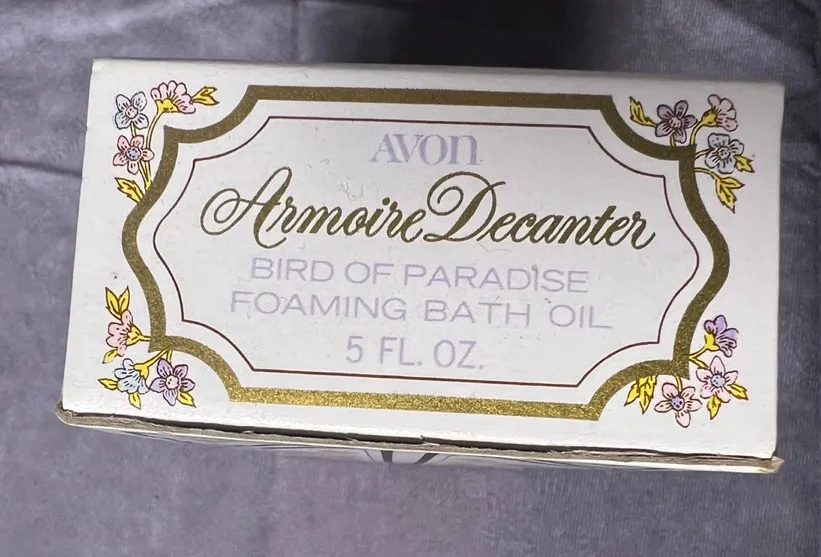 AVON
Armoire Decanter
BIRD OF PARADISE
FOAMING BATH OIL
5 FL. OZ.